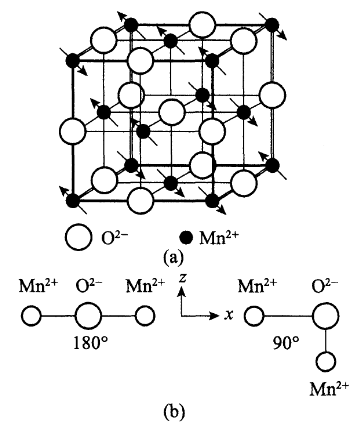 O²⁻ Mn²⁺
(a)
Mn²⁺ O²⁻ Mn²⁺ z Mn²⁺ O²⁻
x
180° 90°
Mn²⁺
(b)